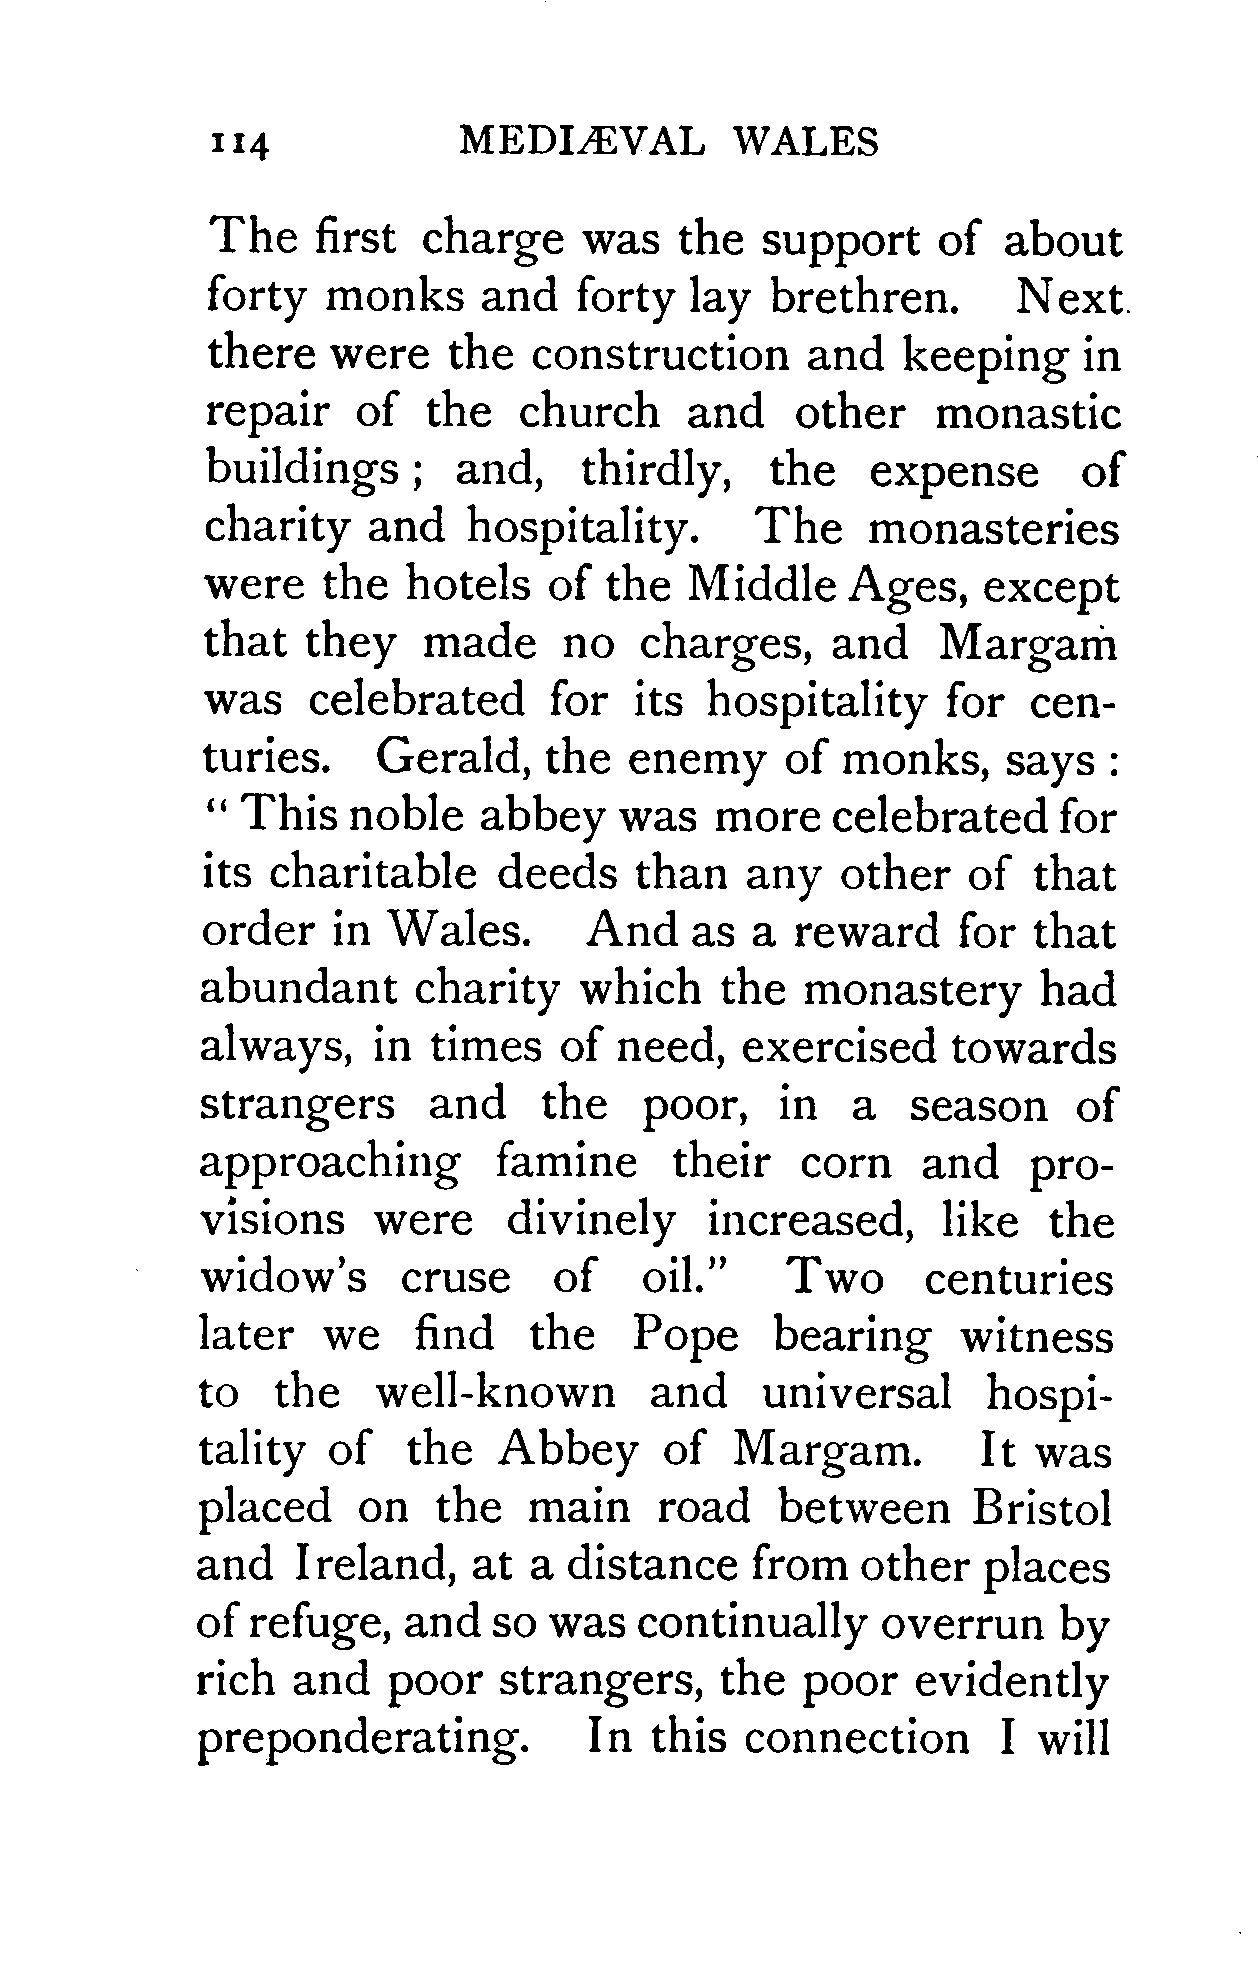 114 MEDIÆVAL WALES
The first charge was the support of about
forty monks and forty lay brethren. Next.
there were the construction and keeping in
repair of the church and other monastic
buildings ; and, thirdly, the expense of
charity and hospitality. The monasteries
were the hotels of the Middle Ages, except
that they made no charges, and Margam
was celebrated for its hospitality for cen-
turies. Gerald, the enemy of monks, says :
“ This noble abbey was more celebrated for
its charitable deeds than any other of that
order in Wales. And as a reward for that
abundant charity which the monastery had
always, in times of need, exercised towards
strangers and the poor, in a season of
approaching famine their corn and pro-
visions were divinely increased, like the
widow's cruse of oil.” Two centuries
later we find the Pope bearing witness
to the well-known and universal hospi-
tality of the Abbey of Margam. It was
placed on the main road between Bristol
and Ireland, at a distance from other places
of refuge, and so was continually overrun by
rich and poor strangers, the poor evidently
preponderating. In this connection I will